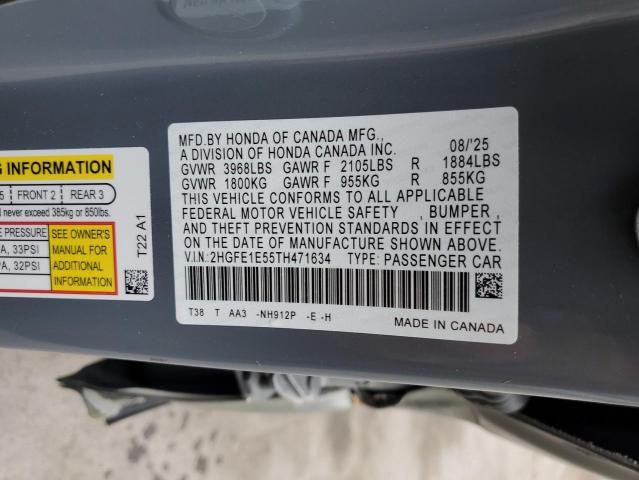 MFD.BY HONDA OF CANADA MFG.,
A DIVISION OF HONDA CANADA INC. 08/'25
GVWR 3968LBS GAWR F 2105LBS R 1884LBS
GVWR 1800KG GAWR F 955KG R 855KG
THIS VEHICLE CONFORMS TO ALL APPLICABLE
FEDERAL MOTOR VEHICLE SAFETY , BUMPER ,
AND THEFT PREVENTION STANDARDS IN EFFECT
ON THE DATE OF MANUFACTURE SHOWN ABOVE.
V.I.N:2HGFE1E55TH471634 TYPE: PASSENGER CAR
T38 T AA3 -NH912P -E -H
MADE IN CANADA
G INFORMATION
5 FRONT 2 REAR 3
never exceed 385kg or 850lbs.
PRESSURE
A, 33PSI
PA, 32PSI
SEE OWNER'S
MANUAL FOR
ADDITIONAL
INFORMATION
T22 A1